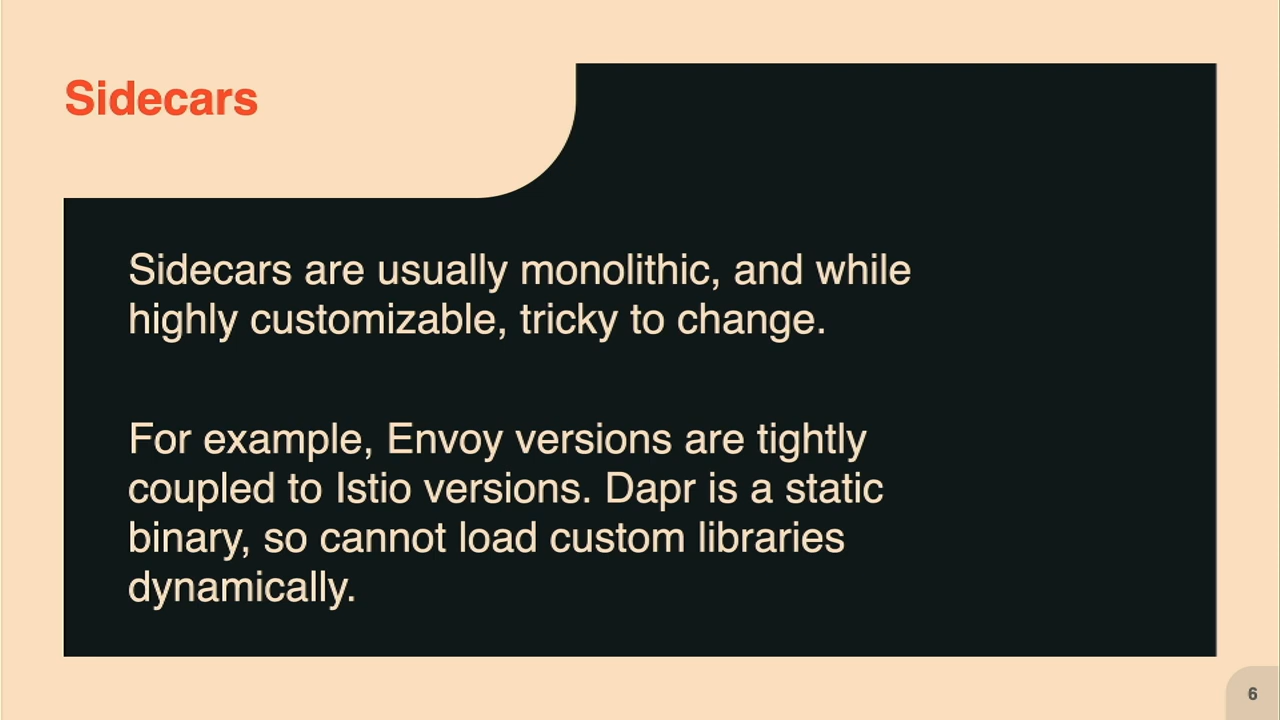 Sidecars
Sidecars are usually monolithic, and while
highly customizable, tricky to change.
For example, Envoy versions are tightly
coupled to Istio versions. Dapr is a static
binary, so cannot load custom libraries
dynamically.
6